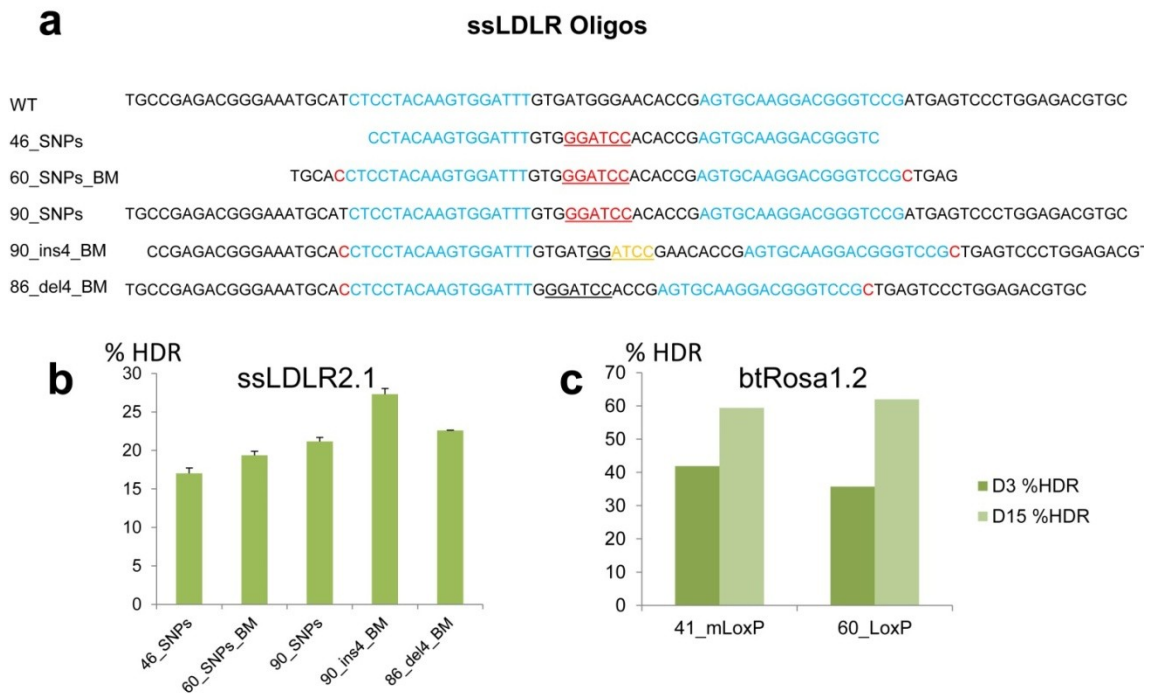 a
ssLDLR Oligos
WT TGCCGAGACGGGAAATGCATCTCCTACAAGTGGATTTGTGATGGGAACACCGAGTGCAAGGACGGGTCCGATGAGTCCCTGGAGACGTGC
46_SNPs CCTACAAGTGGATTTGTGGGATCCACACCGAGTGCAAGGACGGGTC
60_SNPs_BM TGCACCTCCTACAAGTGGATTTGTGGGATCCACACCGAGTGCAAGGACGGGTCCGCTGAG
90_SNPs TGCCGAGACGGGAAATGCATCTCCTACAAGTGGATTTGTGGGATCCACACCGAGTGCAAGGACGGGTCCGATGAGTCCCTGGAGACGTGC
90_ins4_BM CCGAGACGGGAAATGCACCTCCTACAAGTGGATTTGTGATGGATCCGAACACCGAGTGCAAGGACGGGTCCGCTGAGTCCCTGGAGACG
86_del4_BM TGCCGAGACGGGAAATGCACCTCCTACAAGTGGATTTGGGATCCACCGAGTGCAAGGACGGGTCCGCTGAGTCCCTGGAGACGTGC
b
% HDR
ssLDLR2.1
30
25
20
15
10
5
0
46_SNPs
60_SNPs_BM
90_SNPs
90_ins4_BM
86_del4_BM
c
% HDR
btRosa1.2
70
60
50
40
30
20
10
0
41_mLoxP
60_LoxP
D3 %HDR
D15 %HDR